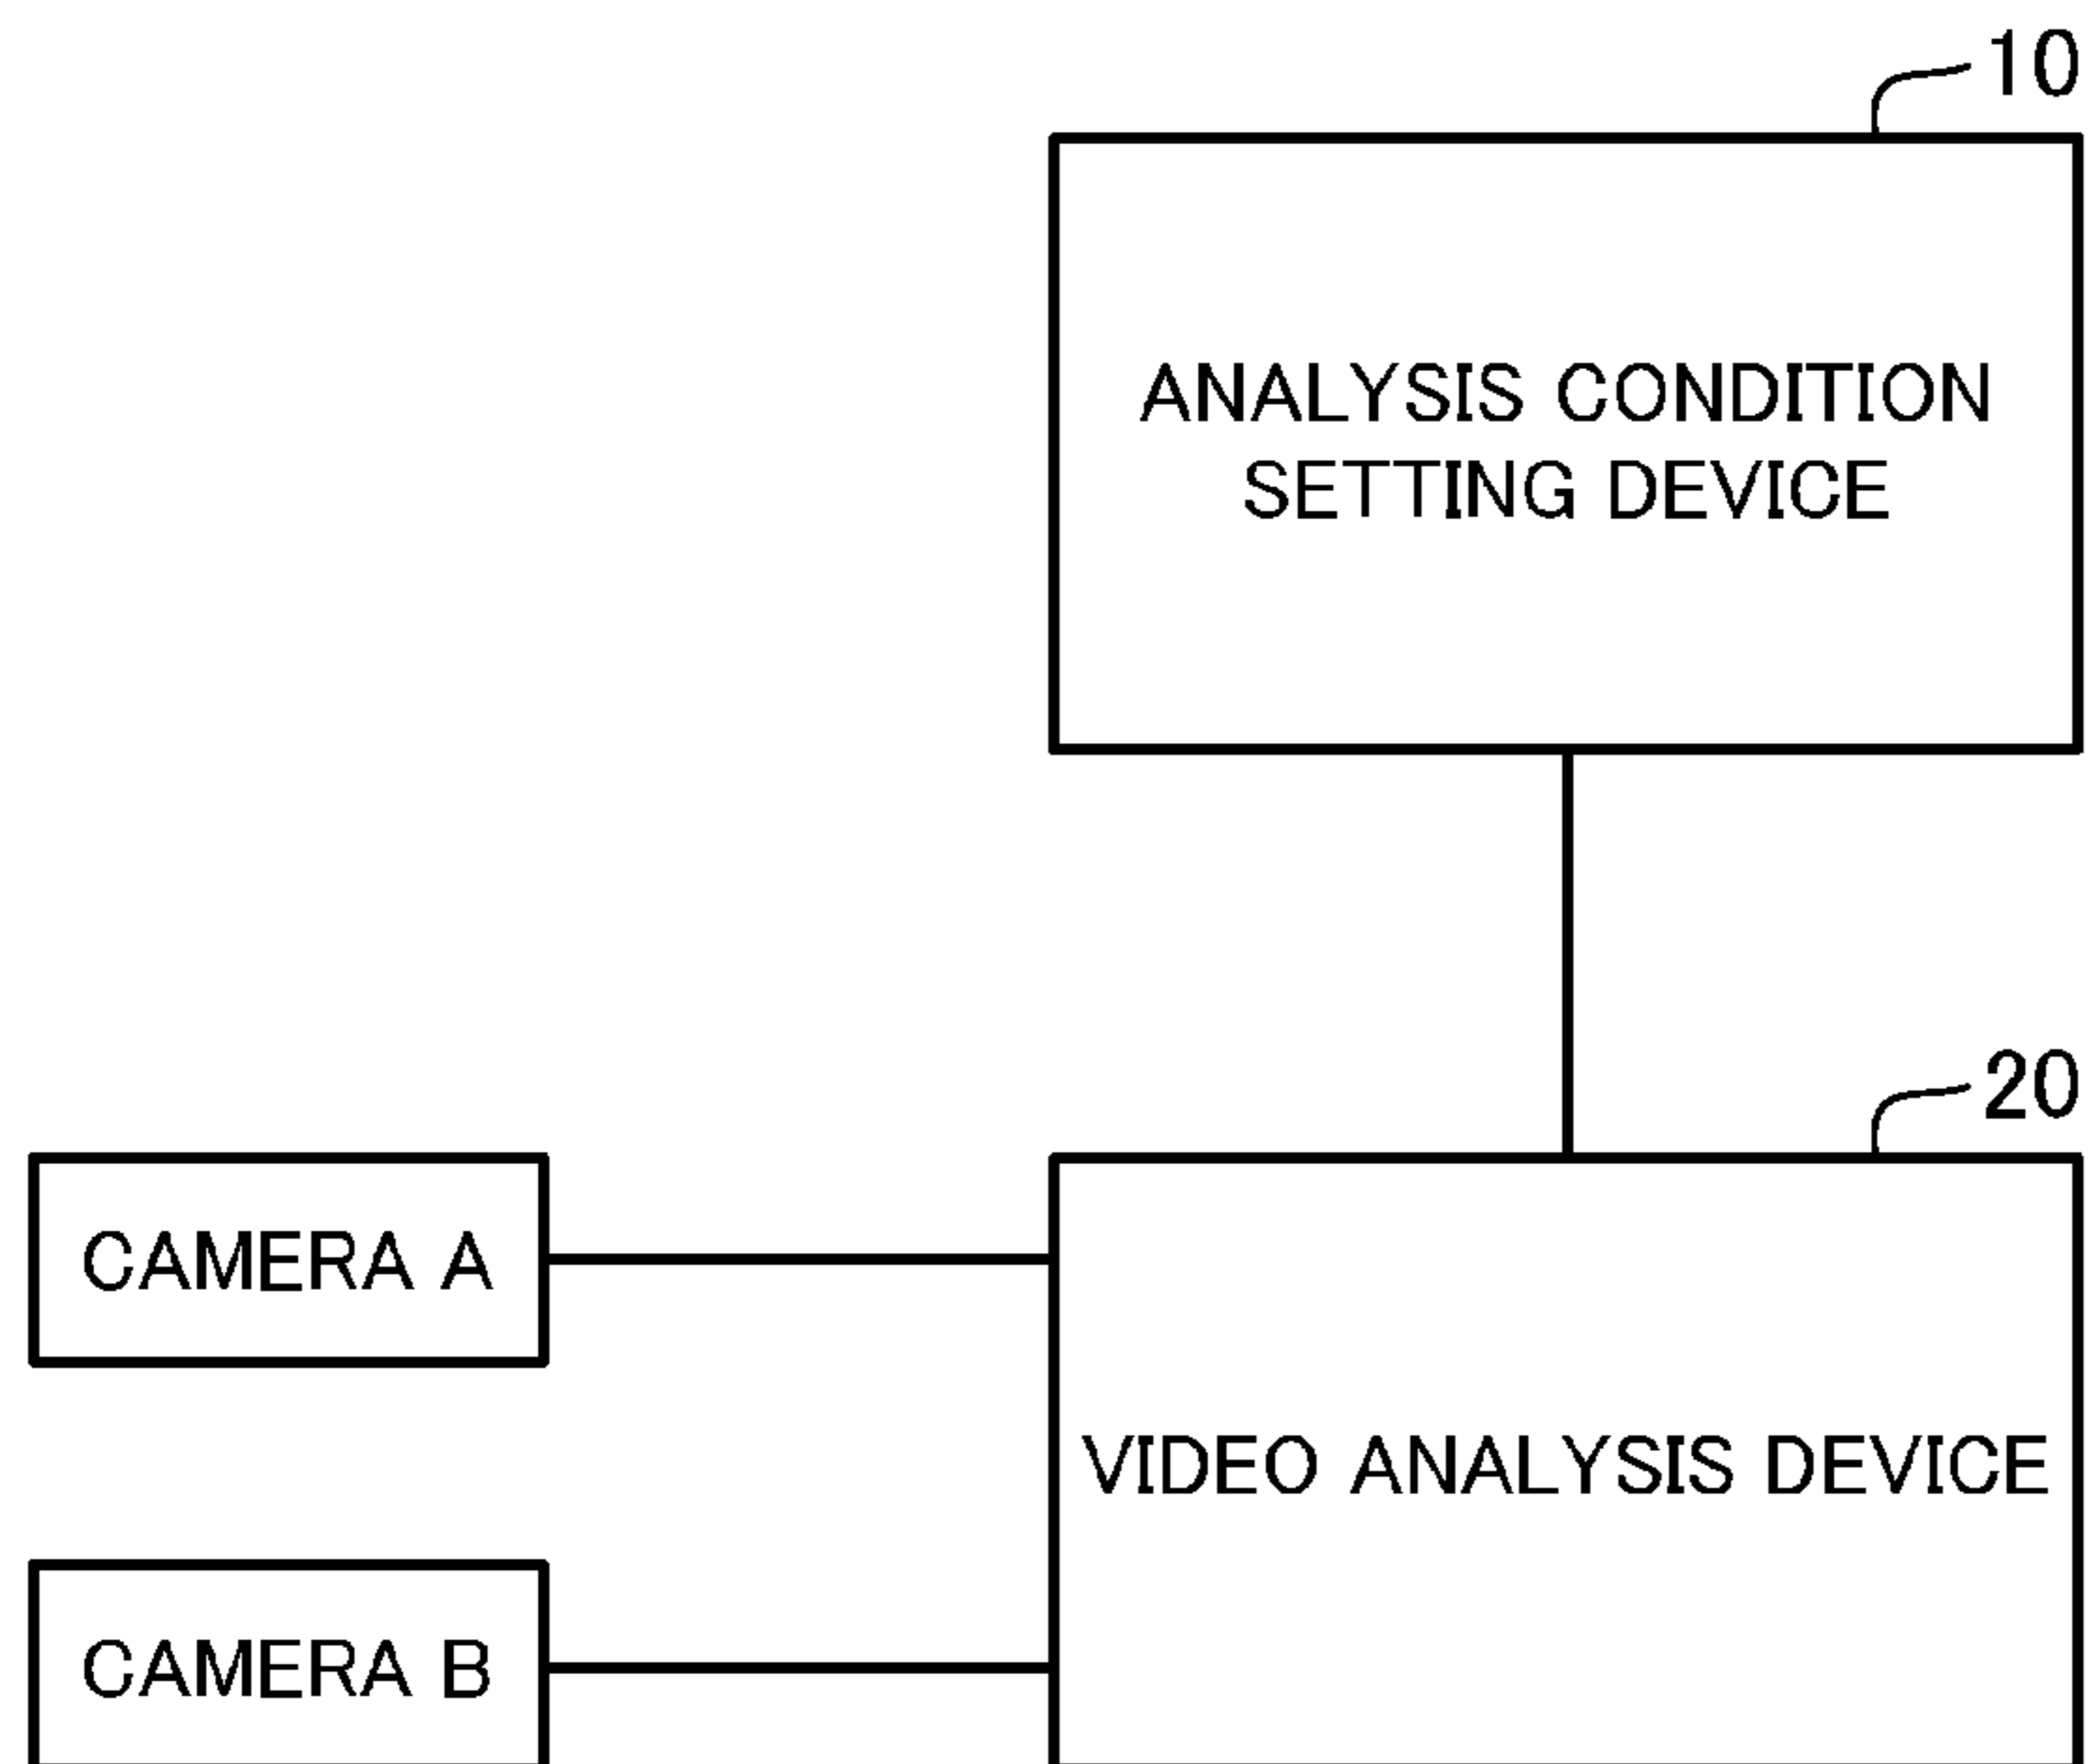 10
ANALYSIS CONDITION
SETTING DEVICE
20
CAMERA A
VIDEO ANALYSIS DEVICE
CAMERA B